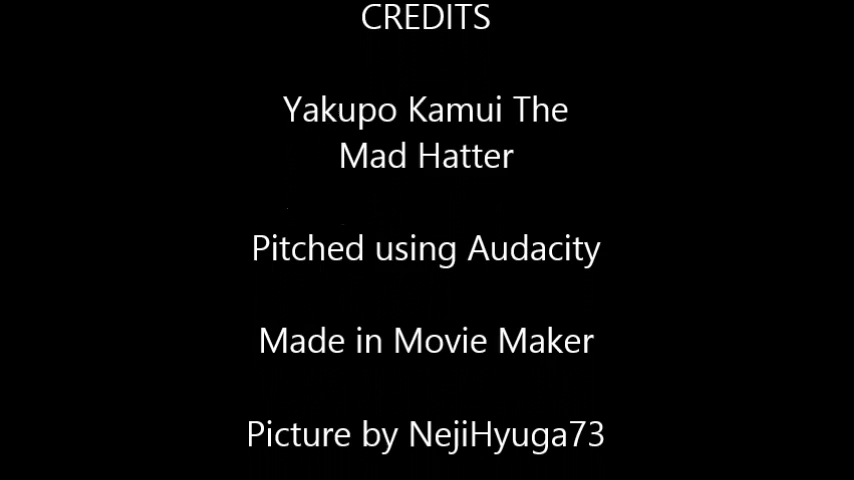 CREDITS
Yakupo Kamui The
Mad Hatter
Pitched using Audacity
Made in Movie Maker
Picture by NejiHyuga73